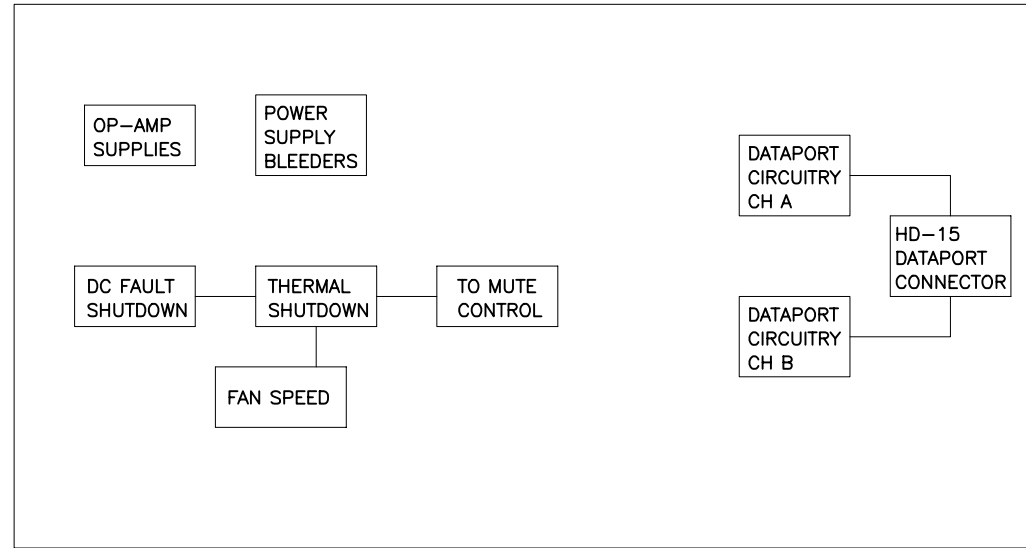 OP-AMP
SUPPLIES
POWER
SUPPLY
BLEEDERS
DATAPORT
CIRCUITRY
CH A
HD-15
DATAPORT
CONNECTOR
DC FAULT
SHUTDOWN
THERMAL
SHUTDOWN
TO MUTE
CONTROL
DATAPORT
CIRCUITRY
CH B
FAN SPEED